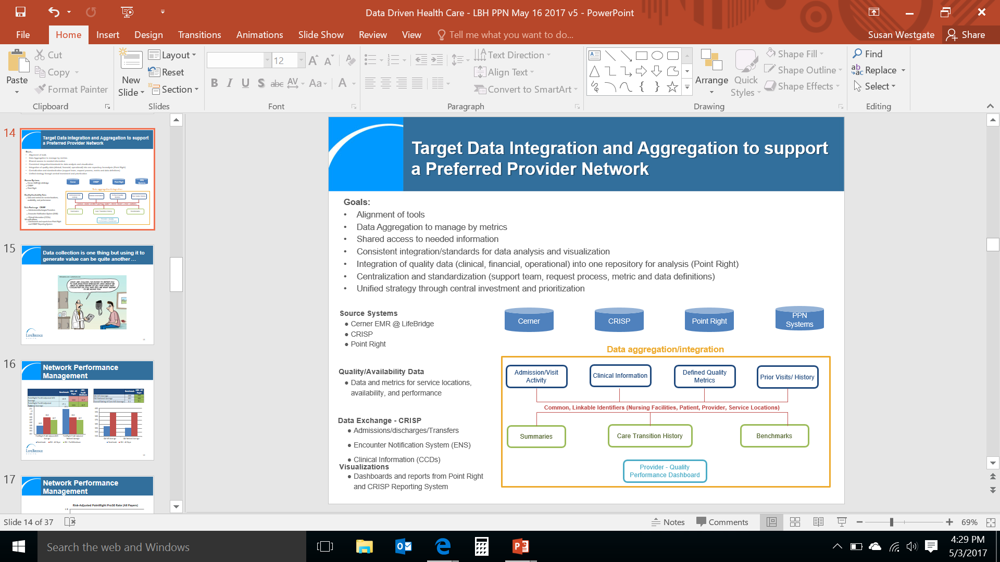 Data Driven Health Care - LBH PPN May 16 2017 v5 - PowerPoint
File Home Insert Design Transitions Animations Slide Show Review View Tell me what you want to do... Susan Westgate Share
Paste
Cut
Copy
Format Painter
Clipboard
New Slide
Layout
Reset
Section
Slides
12
B I U S abc AV Aa A
Font
Text Direction
Align Text
Convert to SmartArt
Paragraph
Arrange
Quick Styles
Shape Fill
Shape Outline
Shape Effects
Drawing
Find
Replace
Select
Editing
14
Target Data Integration and Aggregation to support
a Preferred Provider Network
15
Data collection is one thing but using it to
generate value can be quite another ...
LIFEBRIDGE
HEALTH
16
Network Performance
Management
LIFEBRIDGE
HEALTH
17
Network Performance
Management
Risk-Adjusted PointRight Pro30 Rate (All Payers)
Target Data Integration and Aggregation to support
a Preferred Provider Network
Goals:
• Alignment of tools
• Data Aggregation to manage by metrics
• Shared access to needed information
• Consistent integration/standards for data analysis and visualization
• Integration of quality data (clinical, financial, operational) into one repository for analysis (Point Right)
• Centralization and standardization (support team, request process, metric and data definitions)
• Unified strategy through central investment and prioritization
Source Systems
● Cerner EMR @ LifeBridge
● CRISP
● Point Right
Quality/Availability Data
● Data and metrics for service locations,
availability, and performance
Data Exchange - CRISP
● Admissions/discharges/Transfers
● Encounter Notification System (ENS)
● Clinical Information (CCDs)
Visualizations
● Dashboards and reports from Point Right
and CRISP Reporting System
Cerner
CRISP
Point Right
PPN
Systems
Data aggregation/integration
Admission/Visit
Activity
Clinical Information
Defined Quality
Metrics
Prior Visits/ History
Common, Linkable Identifiers (Nursing Facilities, Patient, Provider, Service Locations)
Summaries
Care Transition History
Benchmarks
Provider - Quality
Performance Dashboard
Slide 14 of 37
Notes
Comments
69%
Search the web and Windows
4:29 PM
5/3/2017